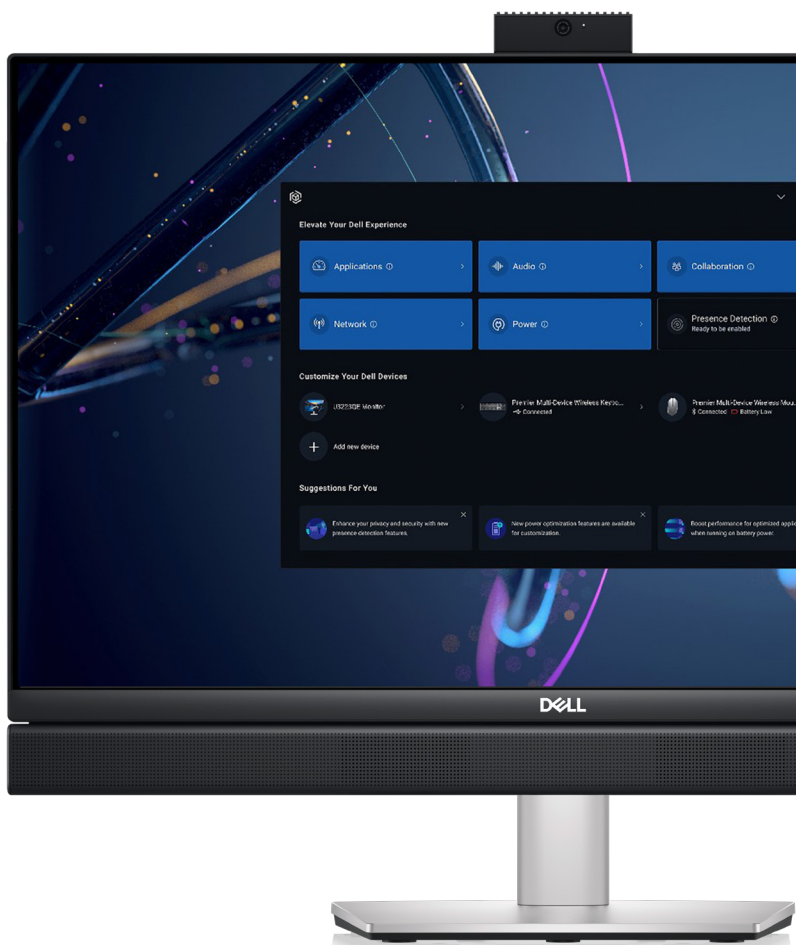 Elevate Your Dell Experience
Applications
Audio
Collaboration
Network
Power
Presence Detection
Ready to be enabled
Customize Your Dell Devices
U3223QE Monitor
Premier Multi-Device Wireless Keybo...
Connected
Premier Multi-Device Wireless Mou...
Connected Battery Low
Add new device
Suggestions For You
Enhance your privacy and security with new
presence detection features.
New power optimization features are available
for customization.
Boost performance for optimized applic
when running on battery power.
DELL